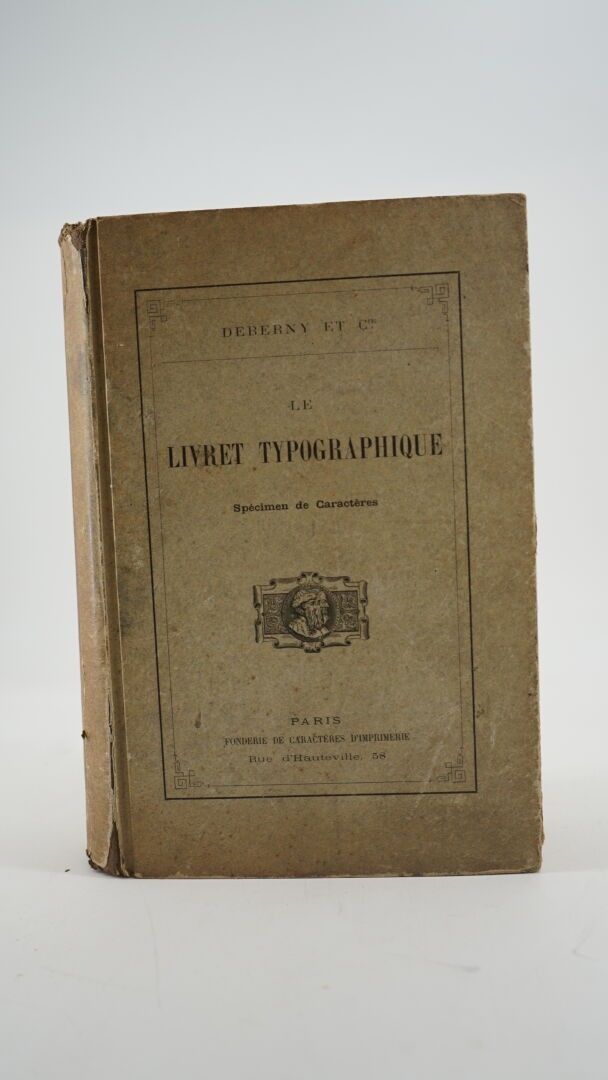 DEBERNY ET Cie
LE
LIVRET TYPOGRAPHIQUE
Spécimen de Caractères
PARIS
FONDERIE DE CARACTÈRES D'IMPRIMERIE
Rue d'Hauteville, 58